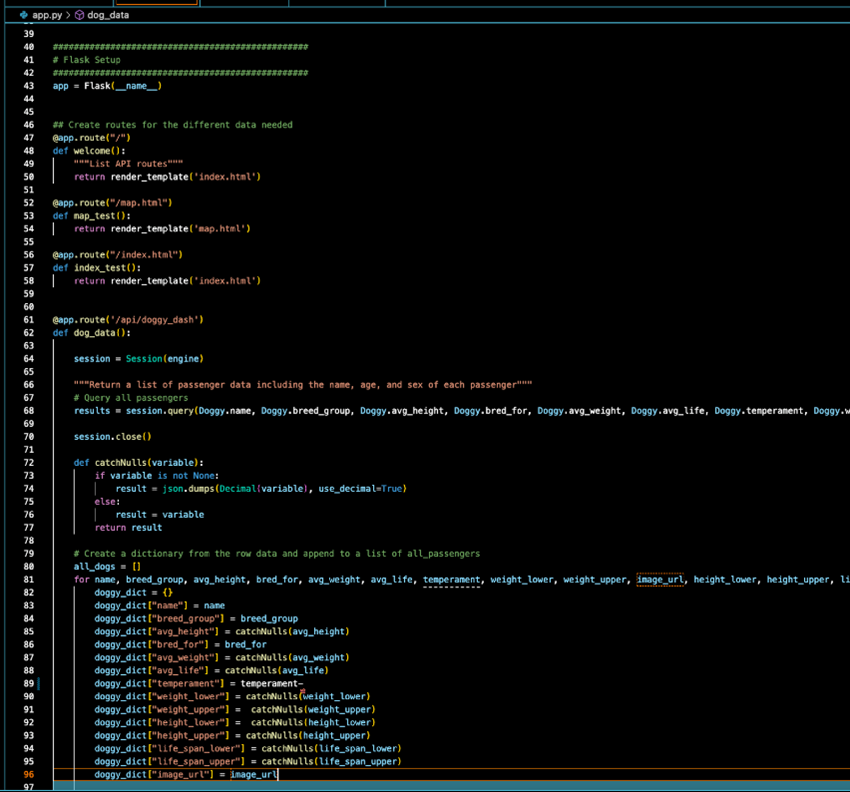 app.py > dog_data
39
40 ################################################
41 # Flask Setup
42 ################################################
43 app = Flask(__name__)
44
45
46 ## Create routes for the different data needed
47 @app.route("/")
48 def welcome():
49 """List API routes"""
50 return render_template('index.html')
51
52 @app.route("/map.html")
53 def map_test():
54 return render_template('map.html')
55
56 @app.route("/index.html")
57 def index_test():
58 return render_template('index.html')
59
60
61 @app.route('/api/doggy_dash')
62 def dog_data():
63
64 session = Session(engine)
65
66 """Return a list of passenger data including the name, age, and sex of each passenger"""
67 # Query all passengers
68 results = session.query(Doggy.name, Doggy.breed_group, Doggy.avg_height, Doggy.bred_for, Doggy.avg_weight, Doggy.avg_life, Doggy.temperament, Doggy.w
69
70 session.close()
71
72 def catchNulls(variable):
73 if variable is not None:
74 result = json.dumps(Decimal(variable), use_decimal=True)
75 else:
76 result = variable
77 return result
78
79 # Create a dictionary from the row data and append to a list of all_passengers
80 all_dogs = []
81 for name, breed_group, avg_height, bred_for, avg_weight, avg_life, temperament, weight_lower, weight_upper, image_url, height_lower, height_upper, li
82 doggy_dict = {}
83 doggy_dict["name"] = name
84 doggy_dict["breed_group"] = breed_group
85 doggy_dict["avg_height"] = catchNulls(avg_height)
86 doggy_dict["bred_for"] = bred_for
87 doggy_dict["avg_weight"] = catchNulls(avg_weight)
88 doggy_dict["avg_life"] = catchNulls(avg_life)
89 doggy_dict["temperament"] = temperament-
90 doggy_dict["weight_lower"] = catchNulls(weight_lower)
91 doggy_dict["weight_upper"] = catchNulls(weight_upper)
92 doggy_dict["height_lower"] = catchNulls(height_lower)
93 doggy_dict["height_upper"] = catchNulls(height_upper)
94 doggy_dict["life_span_lower"] = catchNulls(life_span_lower)
95 doggy_dict["life_span_upper"] = catchNulls(life_span_upper)
96 doggy_dict["image_url"] = image_url
97